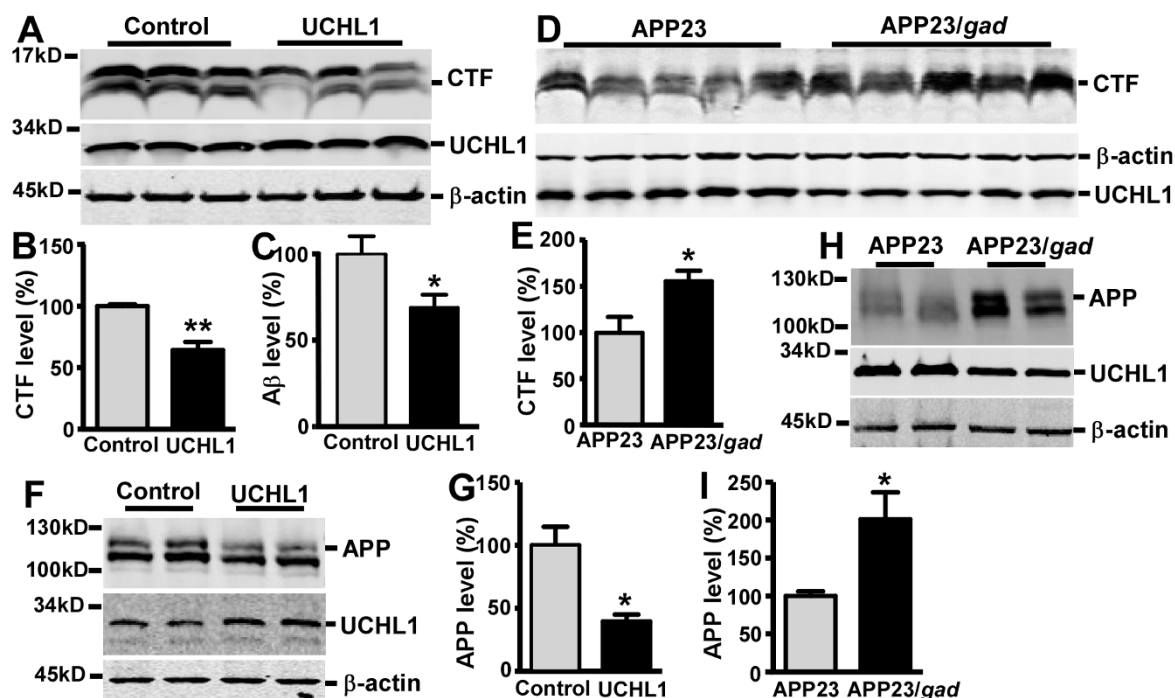 A
Control
UCHL1
17kD
CTF
34kD
UCHL1
45kD
β-actin
D
APP23
APP23/gad
CTF
β-actin
UCHL1
B
CTF level (%)
150
100
50
0
**
Control
UCHL1
C
Aβ level (%)
100
50
0
*
Control
UCHL1
E
CTF level (%)
200
150
100
50
0
*
APP23
APP23/gad
H
APP23
APP23/gad
130kD
APP
100kD
34kD
UCHL1
45kD
β-actin
F
Control
UCHL1
130kD
APP
100kD
34kD
UCHL1
45kD
β-actin
G
APP level (%)
150
100
50
0
*
Control
UCHL1
I
APP level (%)
250
200
150
100
50
0
*
APP23
APP23/gad